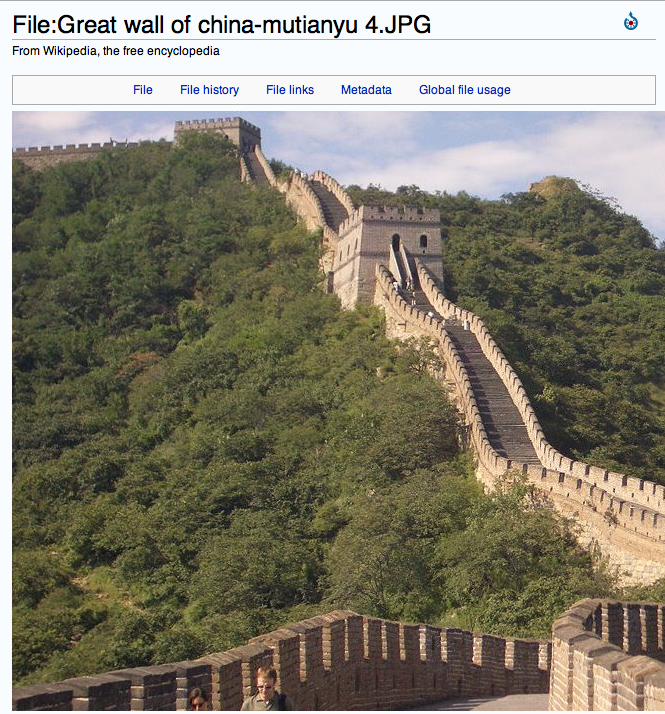 File:Great wall of china-mutianyu 4.JPG
From Wikipedia, the free encyclopedia
File File history File links Metadata Global file usage